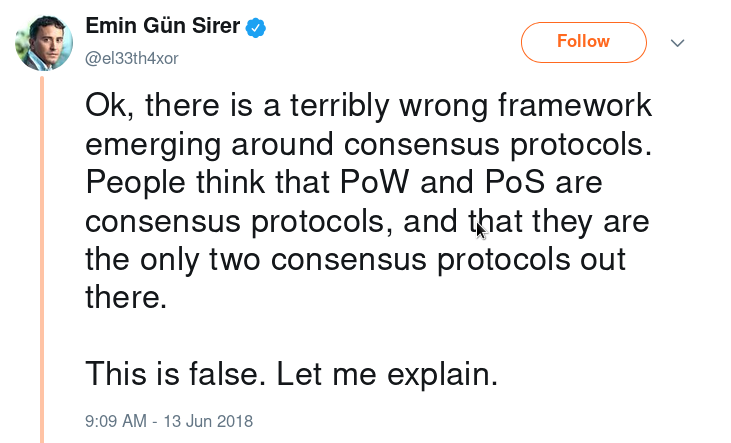 Emin Gün Sirer
@el33th4xor
Follow
Ok, there is a terribly wrong framework
emerging around consensus protocols.
People think that PoW and PoS are
consensus protocols, and that they are
the only two consensus protocols out
there.
This is false. Let me explain.
9:09 AM - 13 Jun 2018